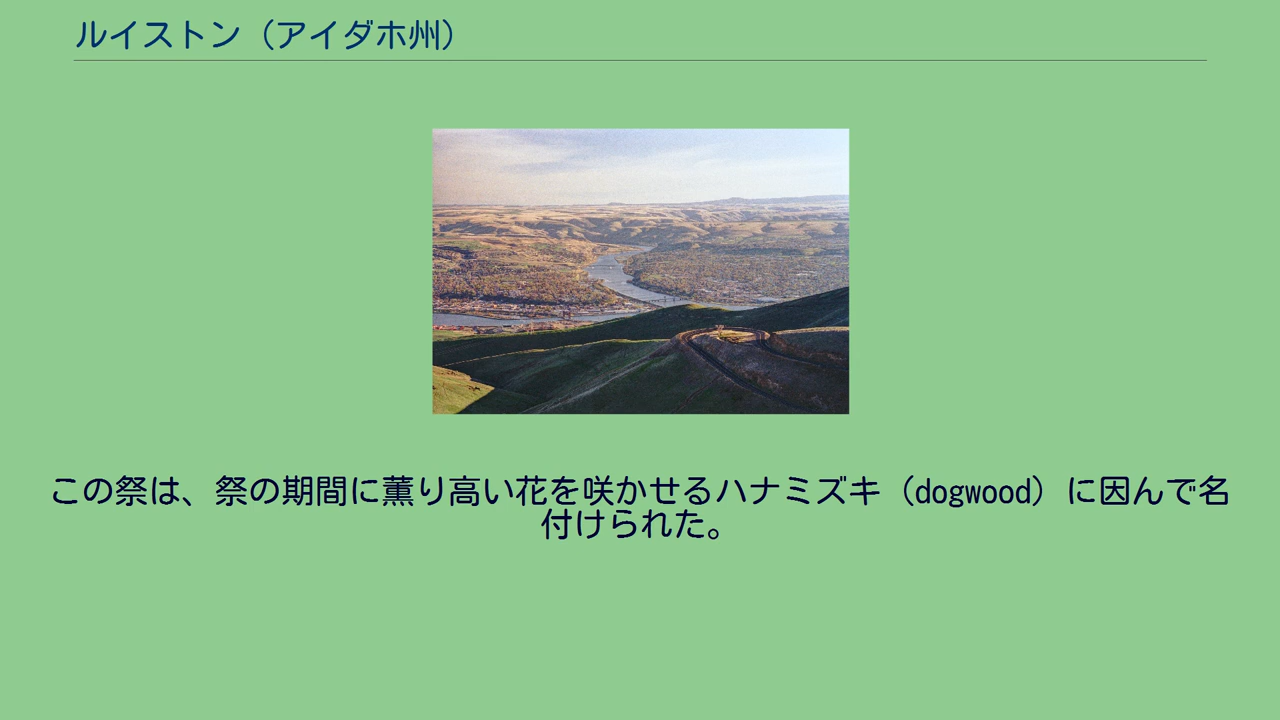 ルイストン（アイダホ州）
この祭は、祭の期間に薫り高い花を咲かせるハナミズキ（dogwood）に因んで名
付けられた。